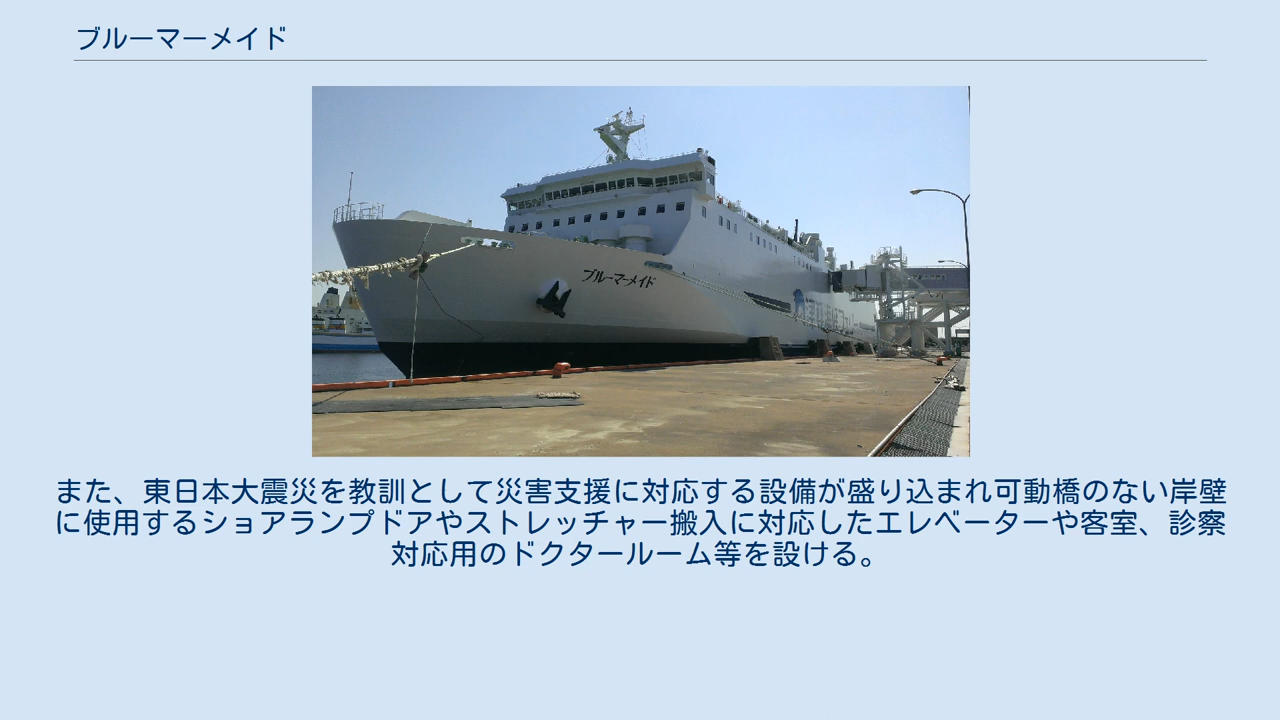 ブルーマーメイド
ブルーマーメイド
また、東日本大震災を教訓として災害支援に対応する設備が盛り込まれ可動橋のない岸壁
に使用するショアランプドアやストレッチャー搬入に対応したエレベーターや客室、診察
対応用のドクタールーム等を設ける。